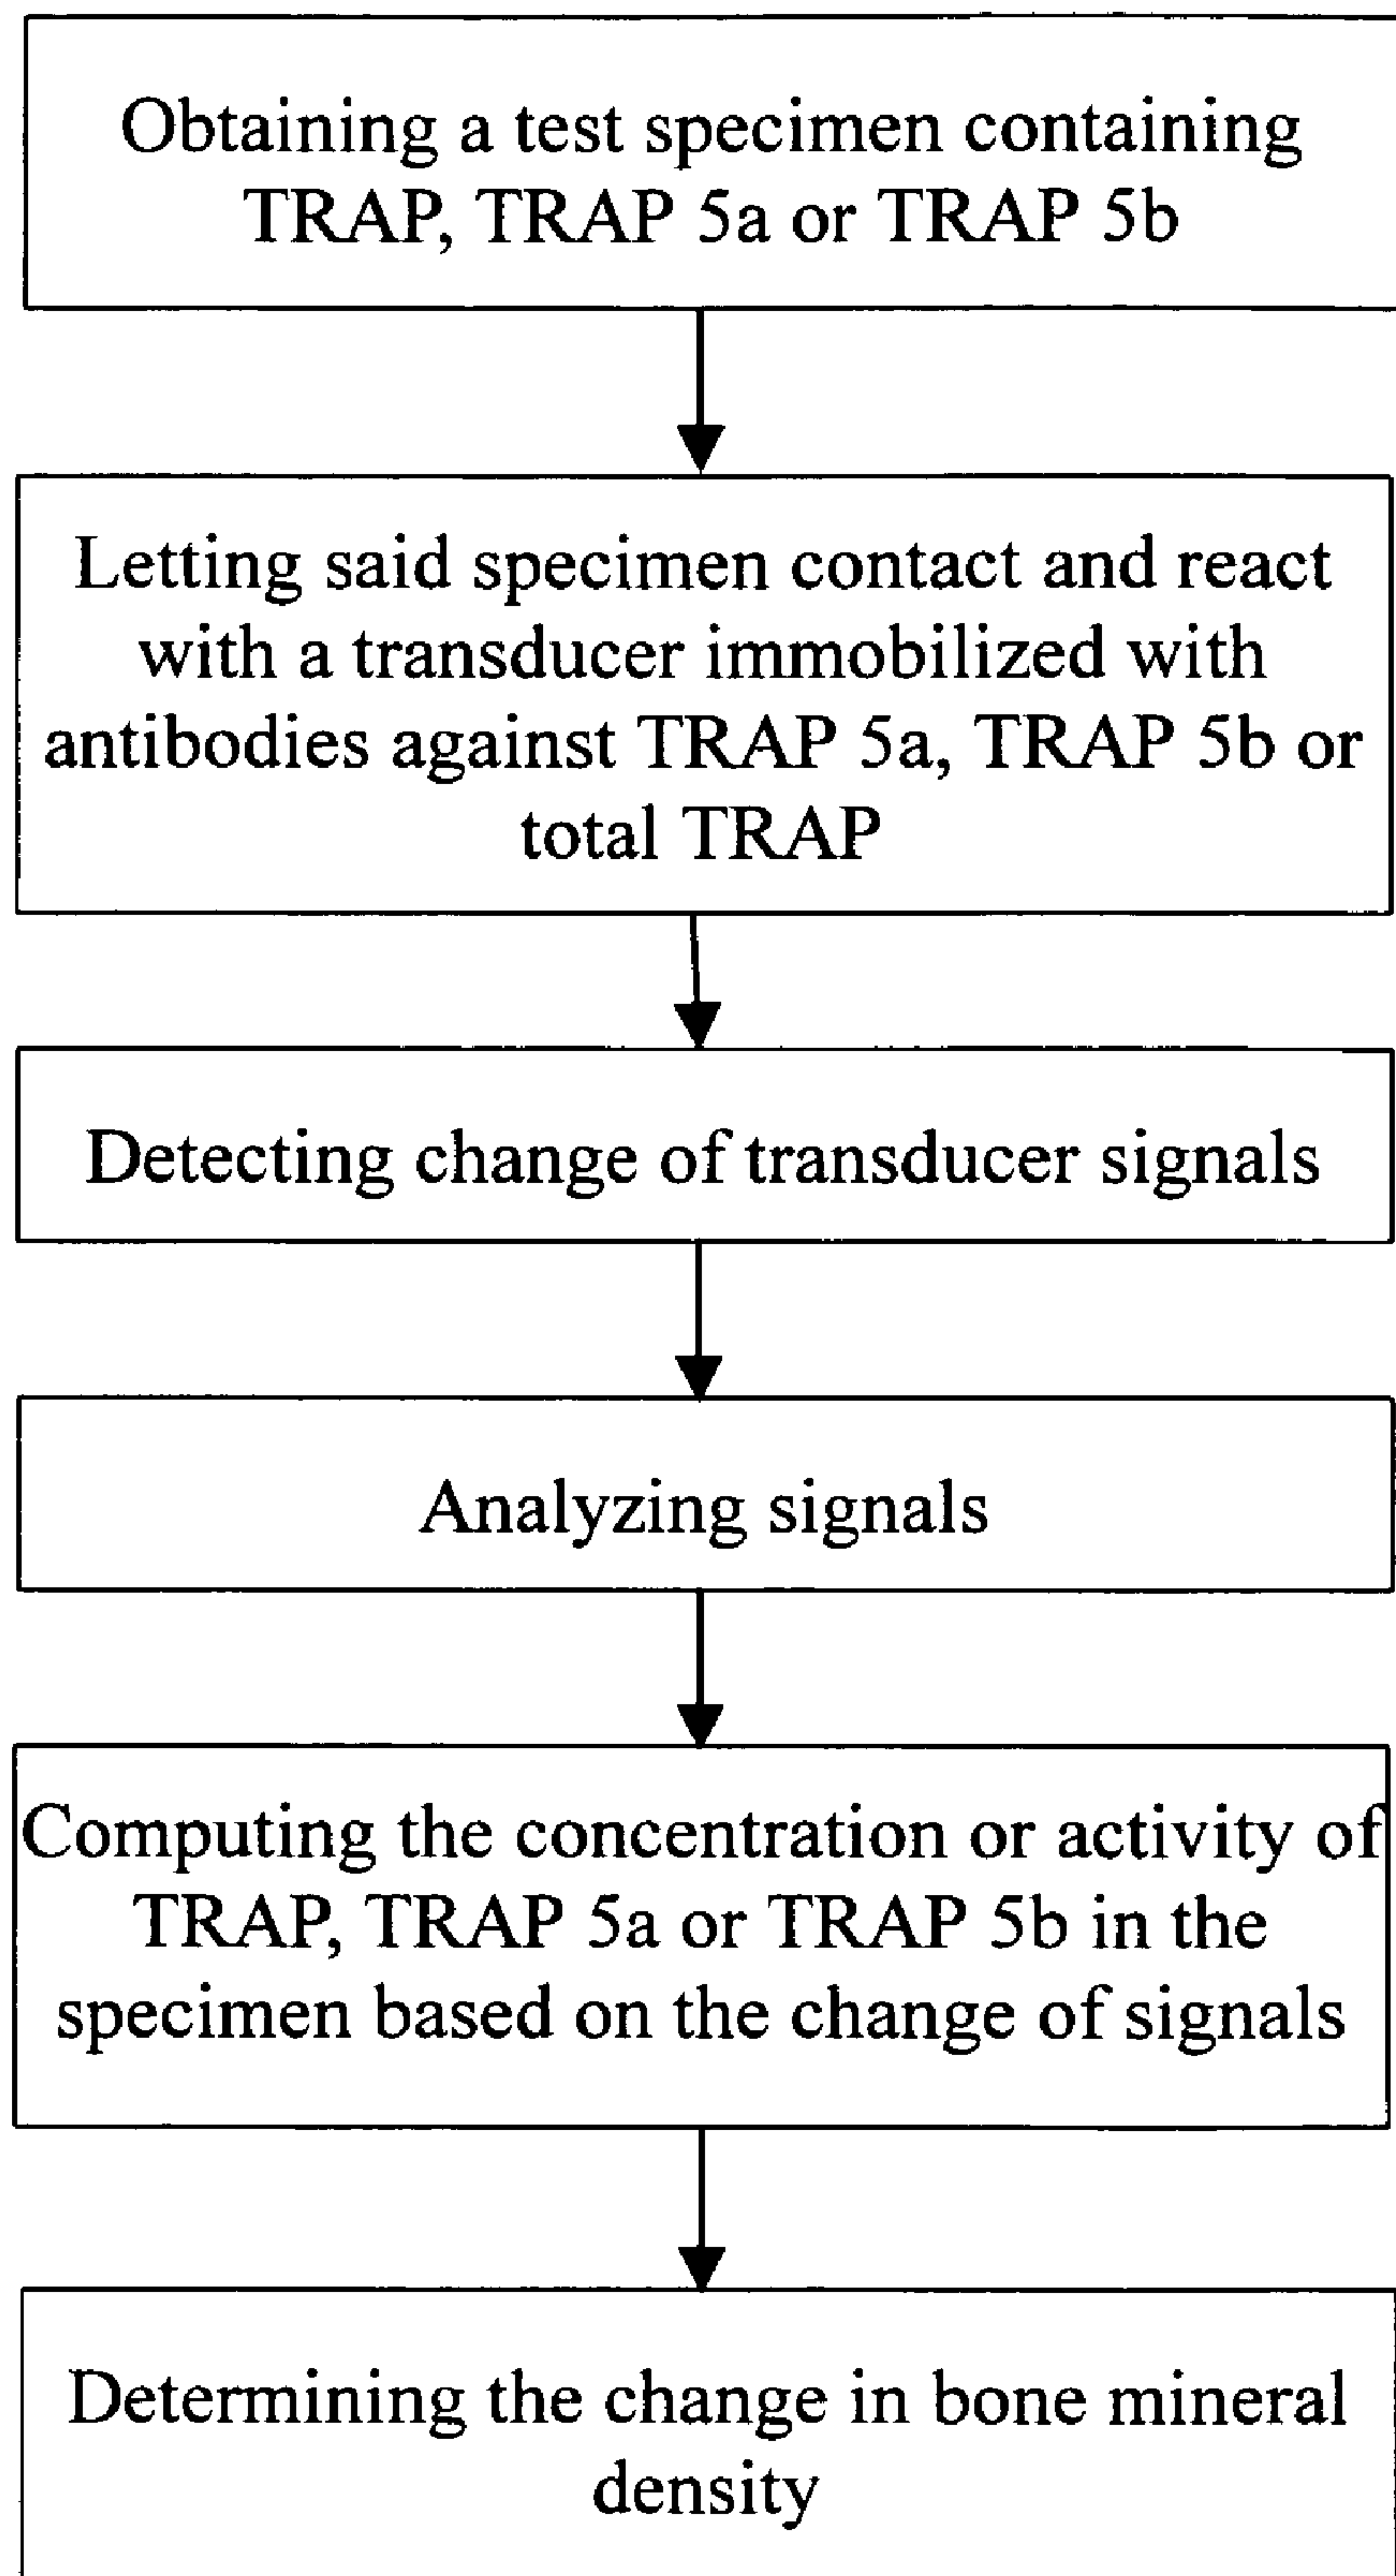 Obtaining a test specimen containing
TRAP, TRAP 5a or TRAP 5b
Letting said specimen contact and react
with a transducer immobilized with
antibodies against TRAP 5a, TRAP 5b or
total TRAP
Detecting change of transducer signals
Analyzing signals
Computing the concentration or activity of
TRAP, TRAP 5a or TRAP 5b in the
specimen based on the change of signals
Determining the change in bone mineral
density